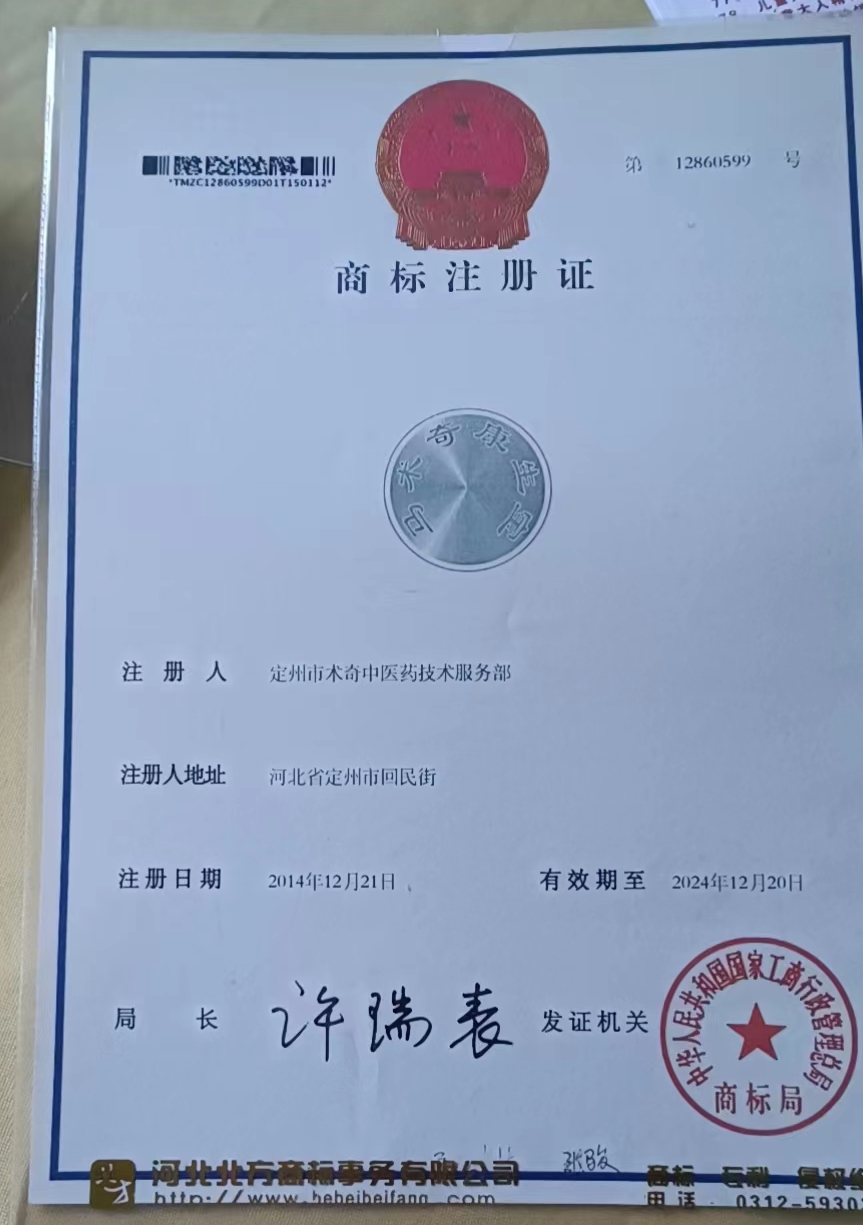 *TMZC12860599D01T150112*
第 12860599 号
商标注册证
马术奇康生马
注册人 定州市术奇中医药技术服务部
注册人地址 河北省定州市回民街
注册日期 2014年12月21日
有效期至 2024年12月20日
局长 许瑞表
发证机关
中华人民共和国国家工商行政管理总局
商标局
河北北方商标事务有限公司
http://www.hebeibeifang.com
商标 专利 侵权
电话 0312-5930